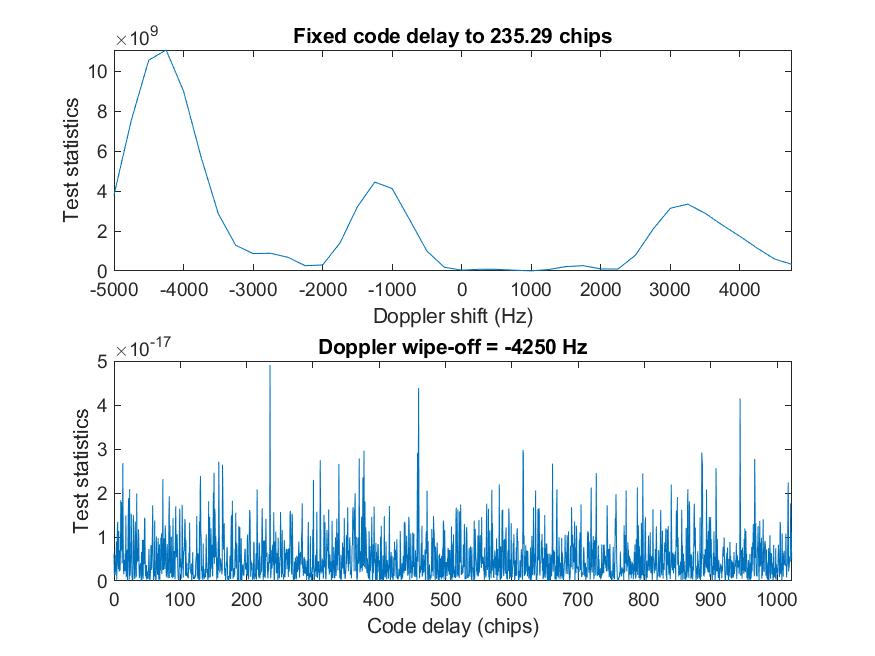 ×10^9
Fixed code delay to 235.29 chips
Test statistics
10
8
6
4
2
0
-5000 -4000 -3000 -2000 -1000 0 1000 2000 3000 4000
Doppler shift (Hz)
×10^-17
Doppler wipe-off = -4250 Hz
Test statistics
5
4
3
2
1
0
0 100 200 300 400 500 600 700 800 900 1000
Code delay (chips)